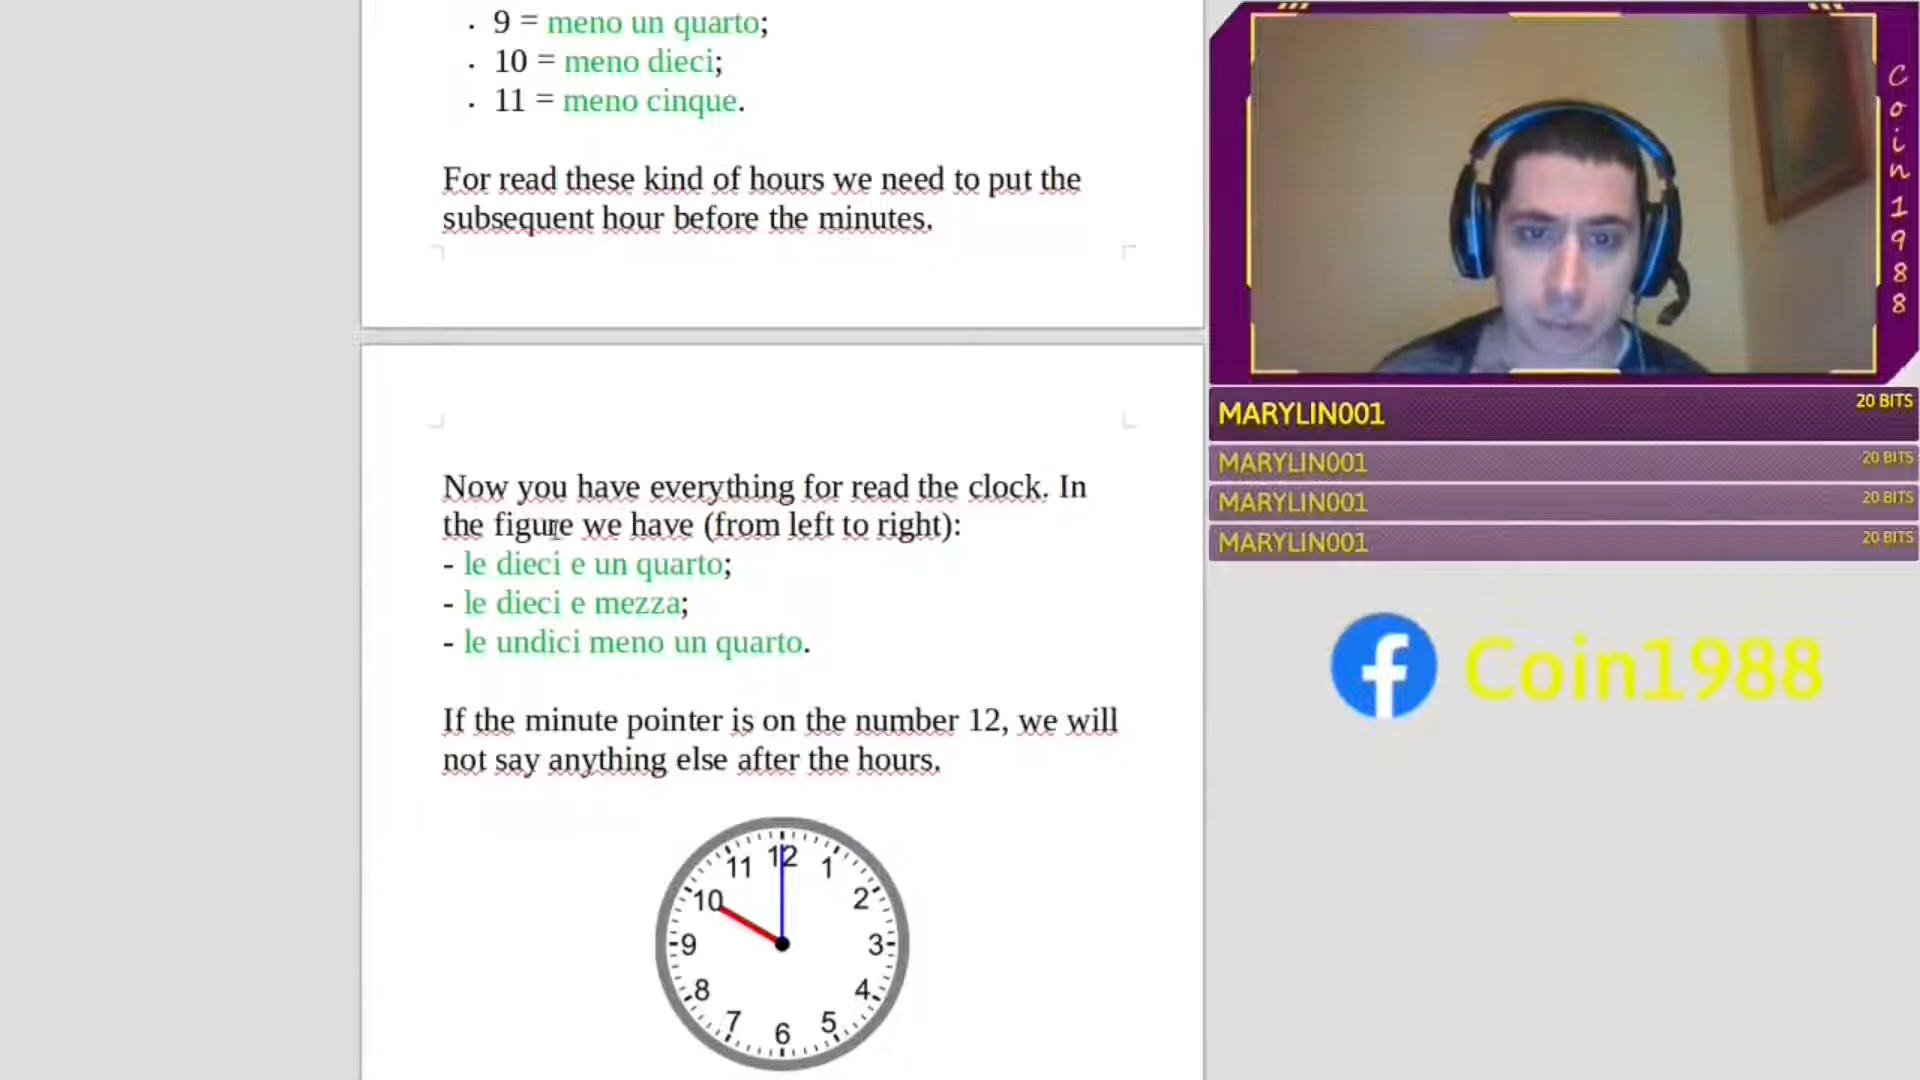 . 9 = meno un quarto;
. 10 = meno dieci;
. 11 = meno cinque.
For read these kind of hours we need to put the
subsequent hour before the minutes.
Now you have everything for read the clock. In
the figure we have (from left to right):
- le dieci e un quarto;
- le dieci e mezza;
- le undici meno un quarto.
If the minute pointer is on the number 12, we will
not say anything else after the hours.
12
1
2
3
4
5
6
7
8
9
10
11
Coin1988
MARYLIN001 20 BITS
MARYLIN001 20 BITS
MARYLIN001 20 BITS
MARYLIN001 20 BITS
f Coin1988